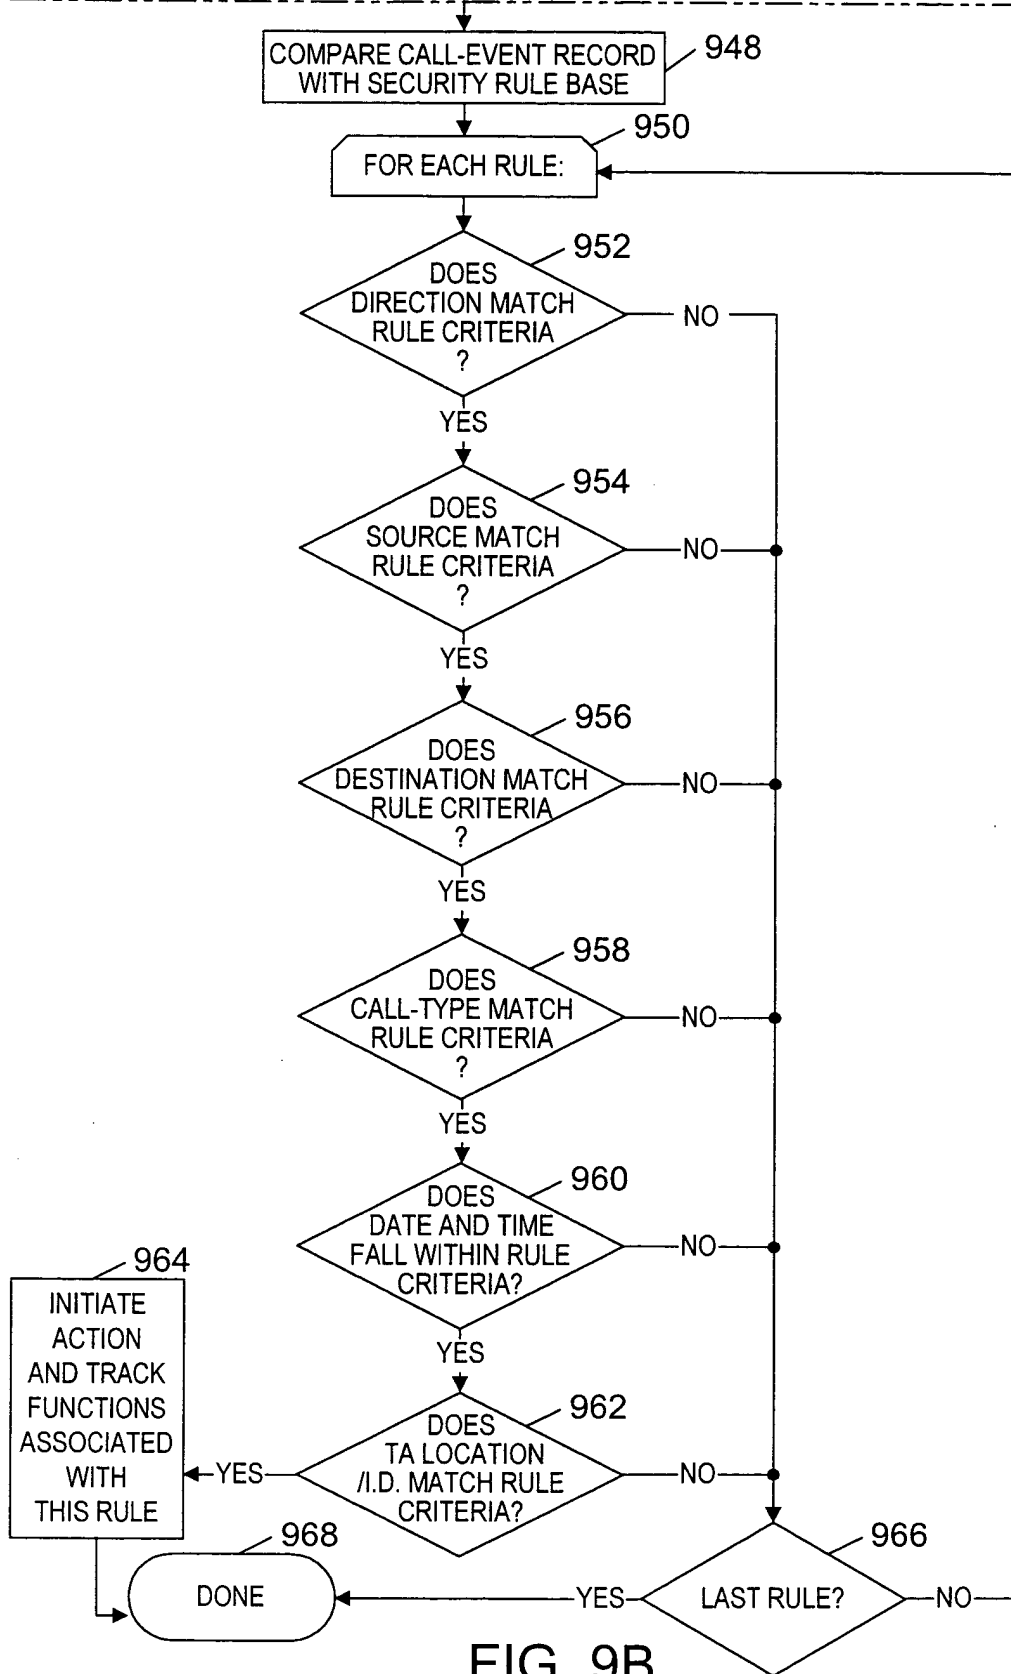 COMPARE CALL-EVENT RECORD
WITH SECURITY RULE BASE
948
950
FOR EACH RULE:
952
DOES
DIRECTION MATCH
RULE CRITERIA
?
NO
YES
954
DOES
SOURCE MATCH
RULE CRITERIA
?
NO
YES
956
DOES
DESTINATION MATCH
RULE CRITERIA
?
NO
YES
958
DOES
CALL-TYPE MATCH
RULE CRITERIA
?
NO
YES
960
DOES
DATE AND TIME
FALL WITHIN RULE
CRITERIA?
NO
YES
962
DOES
TA LOCATION
/I.D. MATCH RULE
CRITERIA?
NO
YES
964
INITIATE
ACTION
AND TRACK
FUNCTIONS
ASSOCIATED
WITH
THIS RULE
966
LAST RULE?
NO
YES
968
DONE
FIG. 9B